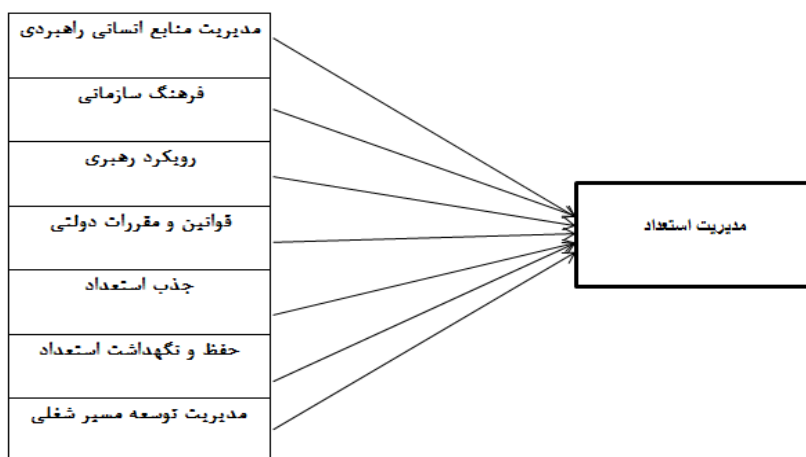 مدیریت منابع انسانی راهبردی
فرهنگ سازمانی
رویکرد رهبری
قوانین و مقررات دولتی
جذب استعداد
حفظ و نگهداشت استعداد
مدیریت توسعه مسیر شغلی
مدیریت استعداد